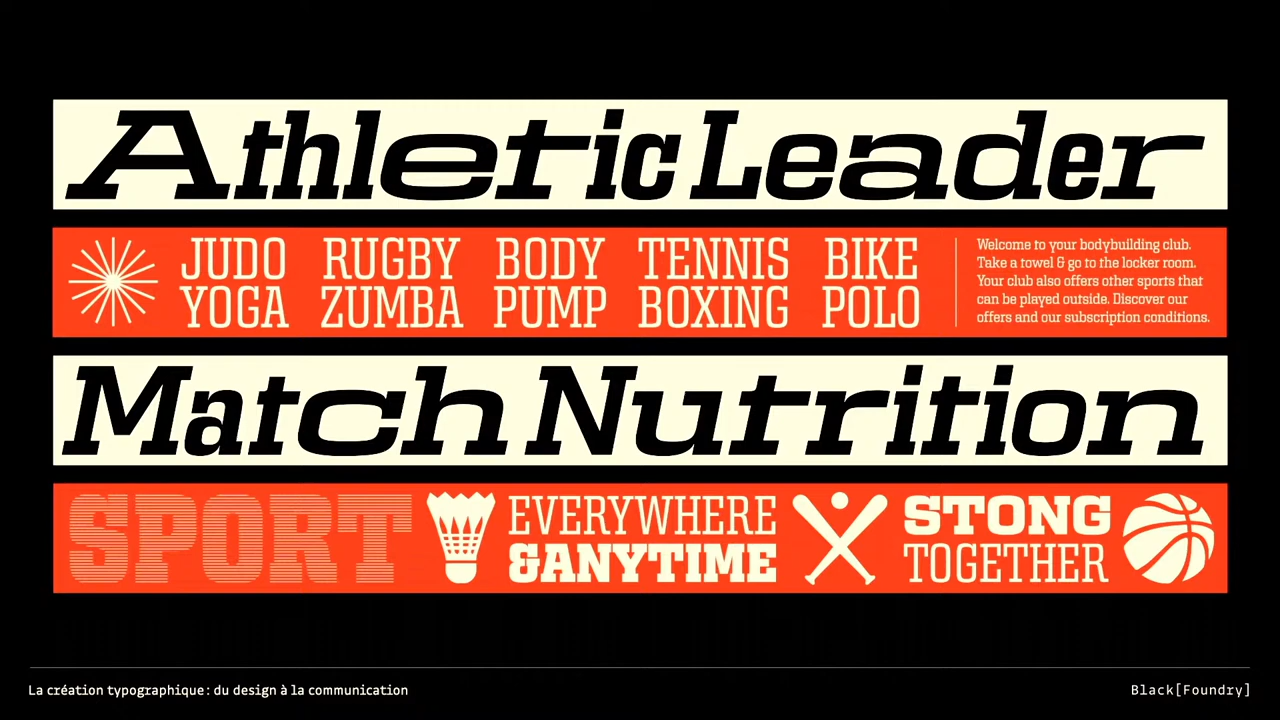 Athletic Leader
JUDO RUGBY BODY TENNIS BIKE
YOGA ZUMBA PUMP BOXING POLO
Welcome to your bodybuilding club.
Take a towel & go to the locker room.
Your club also offers other sports that
can be played outside. Discover our
offers and our subscription conditions.
Match Nutrition
SPORT
EVERYWHERE
&ANYTIME
STONG
TOGETHER
La création typographique : du design à la communication
Black[Foundry]